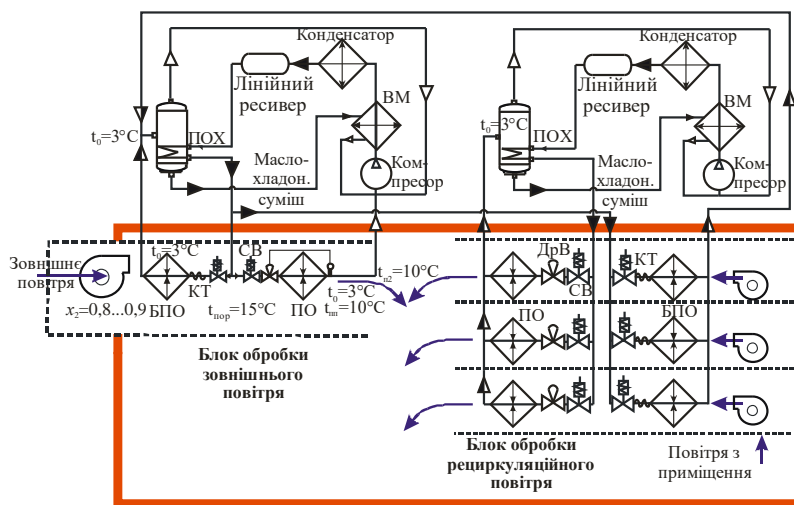 Конденсатор
Лінійний
ресивер
ВМ
t₀=3°C
ПОХ
Масло-
хладон.
суміш
Ком-
пресор
Конденсатор
Лінійний
ресивер
ВМ
t₀=3°C
ПОХ
Масло-
хладон.
суміш
Ком-
пресор
Зовнішнє
повітря
x₂=0,8...0,9
t₀=3°C
БПО
КТ
СВ
tпор=15°C
ПО
tп2=10°C
t₀=3°C
tпп=10°C
Блок обробки
зовнішнього
повітря
ДрВ
СВ
КТ
ПО
БПО
Блок обробки
рециркуляційного
повітря
Повітря з
приміщення